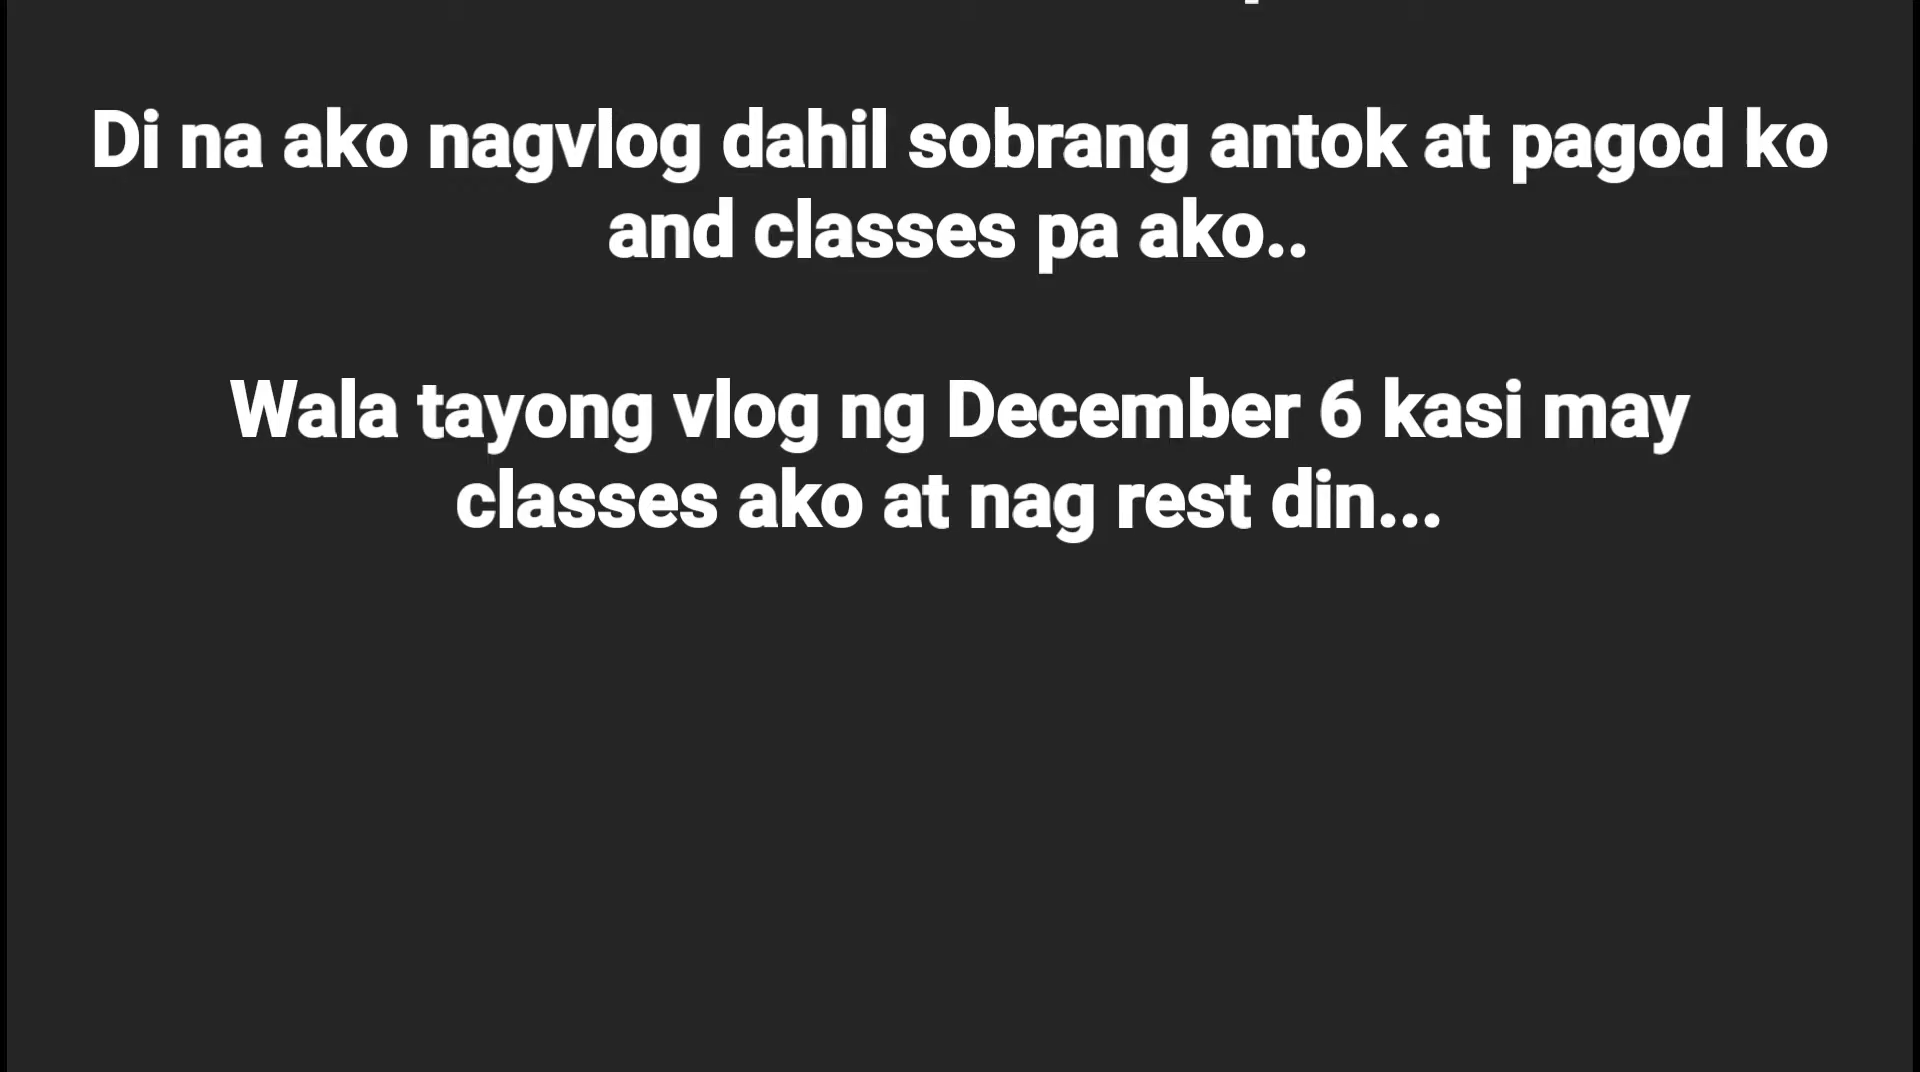 Di na ako nagvlog dahil sobrang antok at pagod ko
and classes pa ako..
Wala tayong vlog ng December 6 kasi may
classes ako at nag rest din...